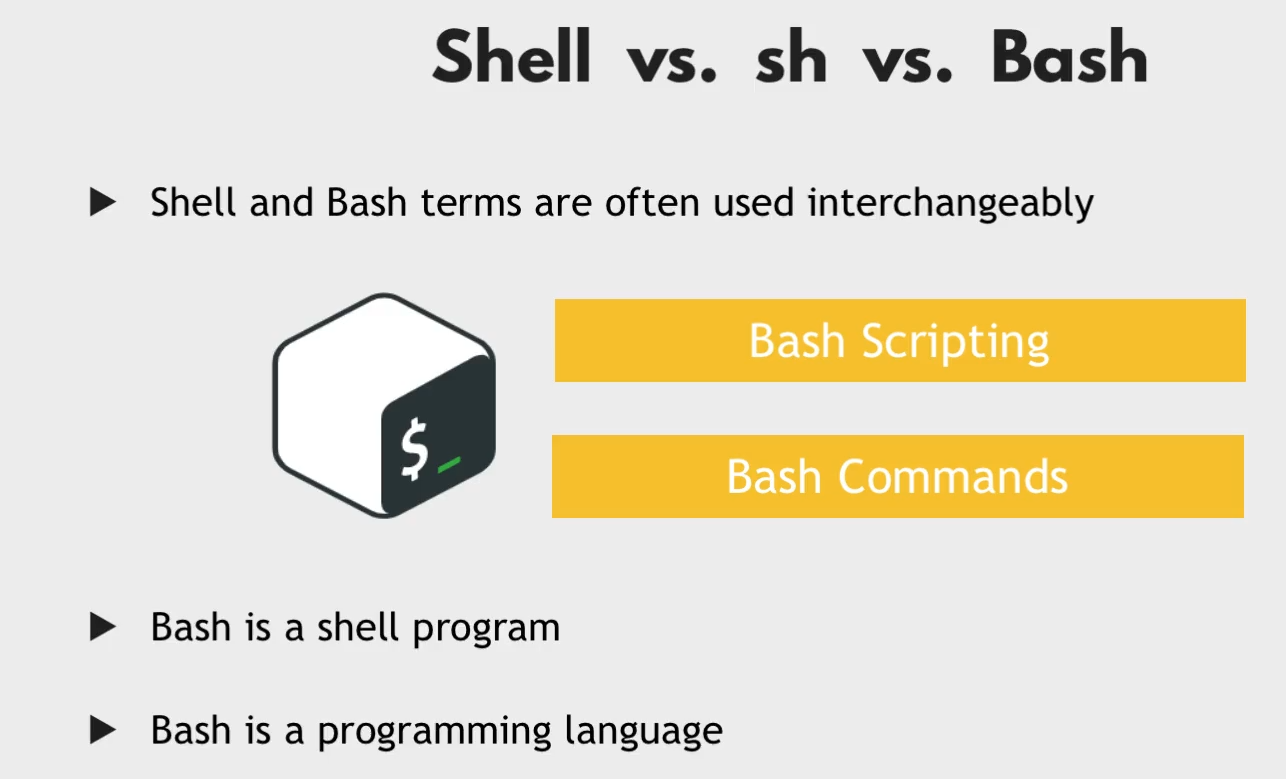 Shell vs. sh vs. Bash
Shell and Bash terms are often used interchangeably
Bash Scripting
$_
Bash Commands
Bash is a shell program
Bash is a programming language